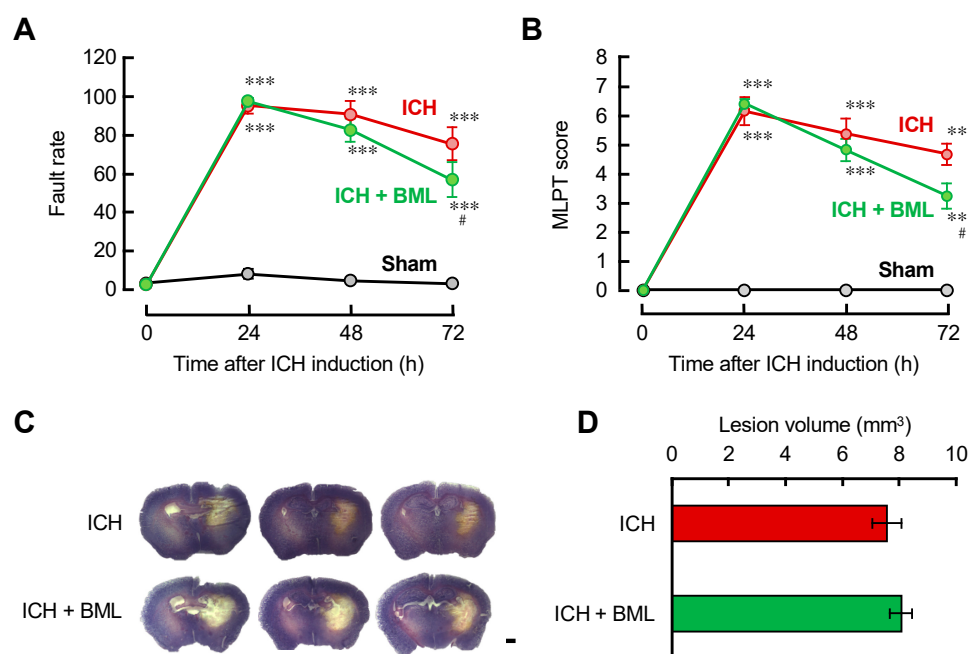 A
120
100
80
60
40
20
0
Fault rate
***
***
***
***
***
***
#
ICH
ICH + BML
Sham
0 24 48 72
Time after ICH induction (h)
B
8
7
6
5
4
3
2
1
0
MLPT score
***
***
***
***
**
**
#
ICH
ICH + BML
Sham
0 24 48 72
Time after ICH induction (h)
C
ICH
ICH + BML
D
Lesion volume (mm³)
0 2 4 6 8 10
ICH
ICH + BML